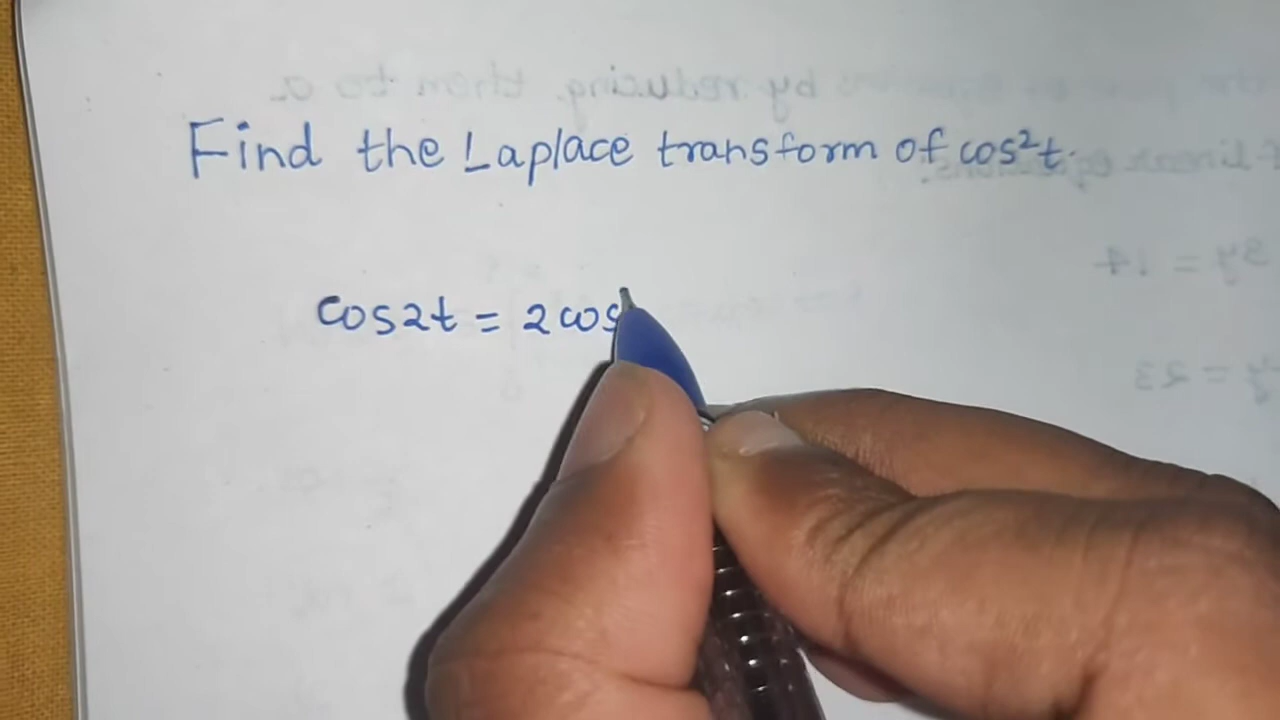 Find the Laplace transform of cos²t.
cos2t = 2cos